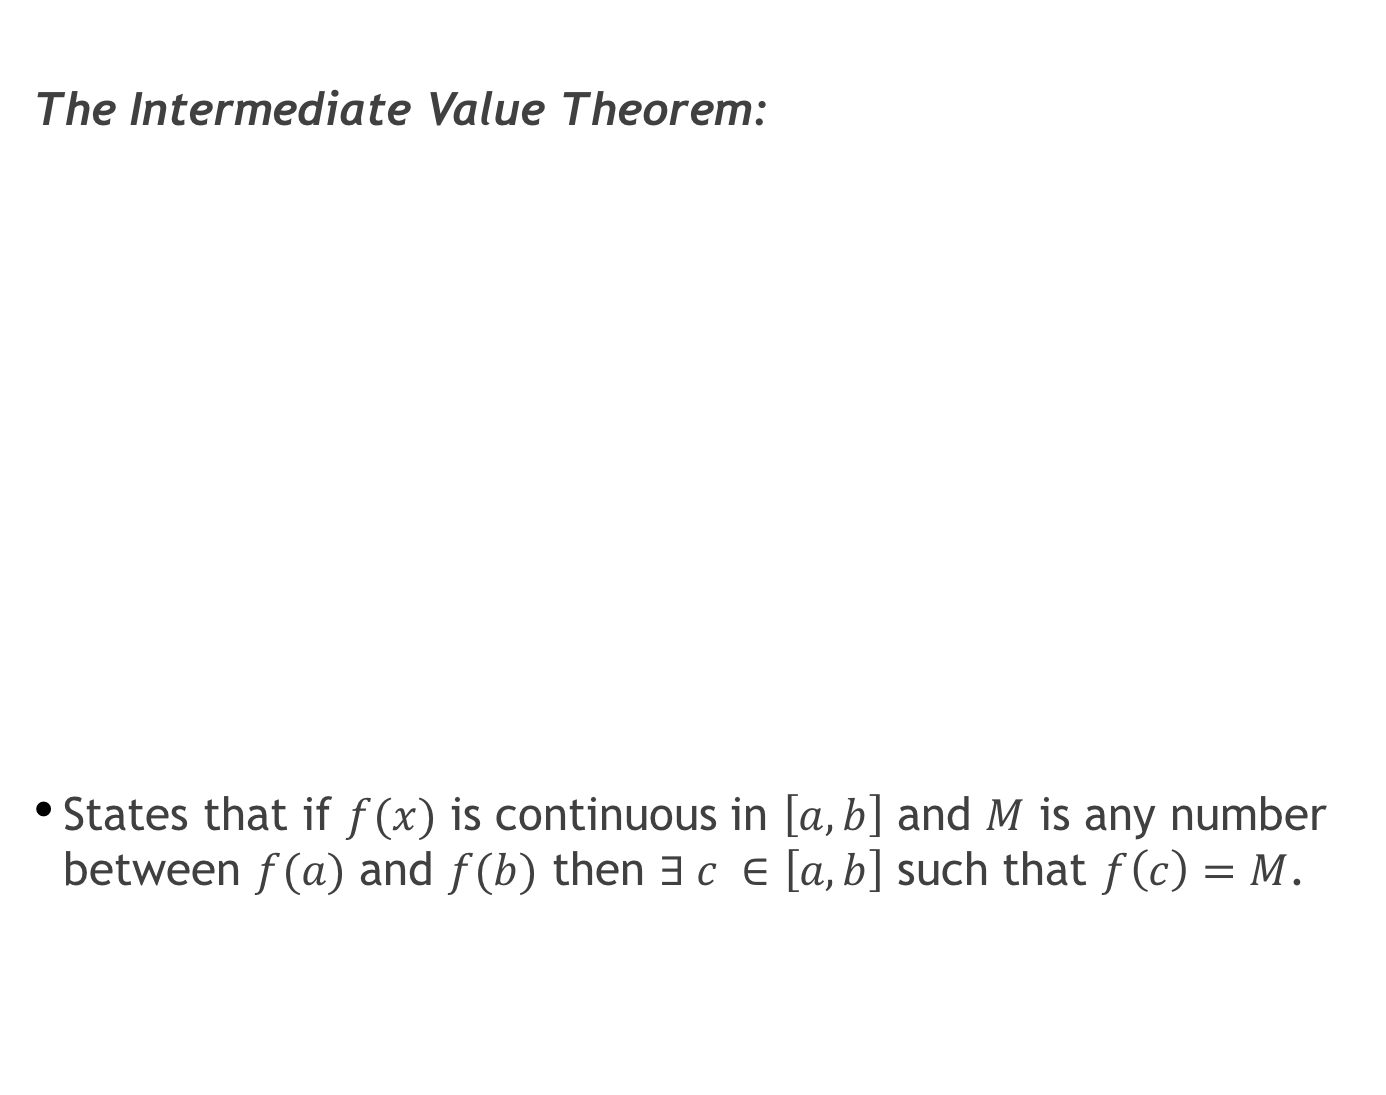 The Intermediate Value Theorem:
• States that if f(x) is continuous in [a, b] and M is any number
between f(a) and f(b) then ∃ c ∈ [a, b] such that f(c) = M.